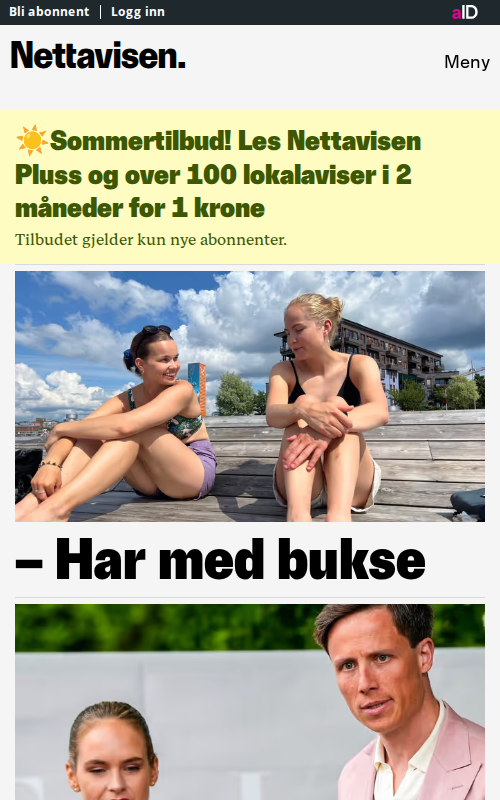 Bli abonnent | Logg inn
aID
Nettavisen.
Meny
☀️Sommertilbud! Les Nettavisen
Pluss og over 100 lokalaviser i 2
måneder for 1 krone
Tilbudet gjelder kun nye abonnenter.
– Har med bukse